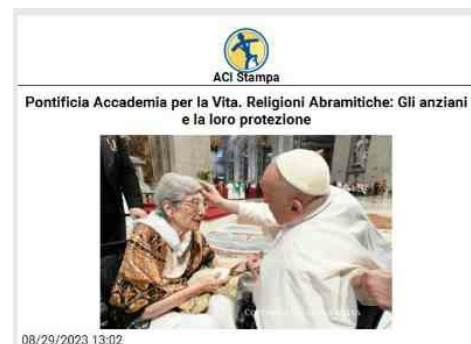 ACI Stampa
Pontificia Accademia per la Vita. Religioni Abramitiche: Gli anziani
e la loro protezione
08/29/2023 13:02